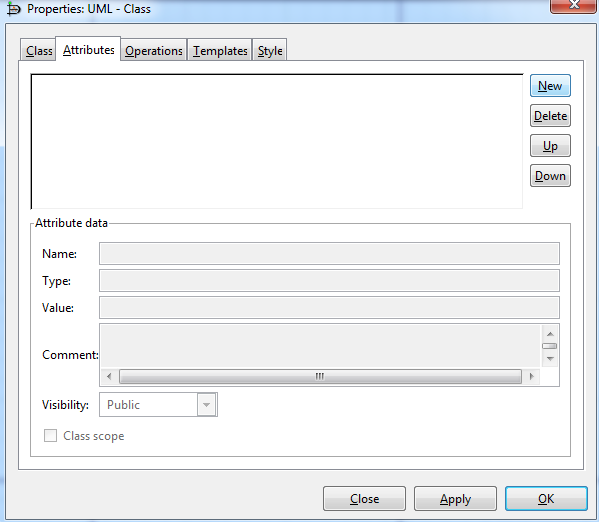 Properties: UML - Class
Class Attributes Operations Templates Style
New
Delete
Up
Down
Attribute data
Name:
Type:
Value:
Comment:
Visibility: Public
Class scope
Close Apply OK